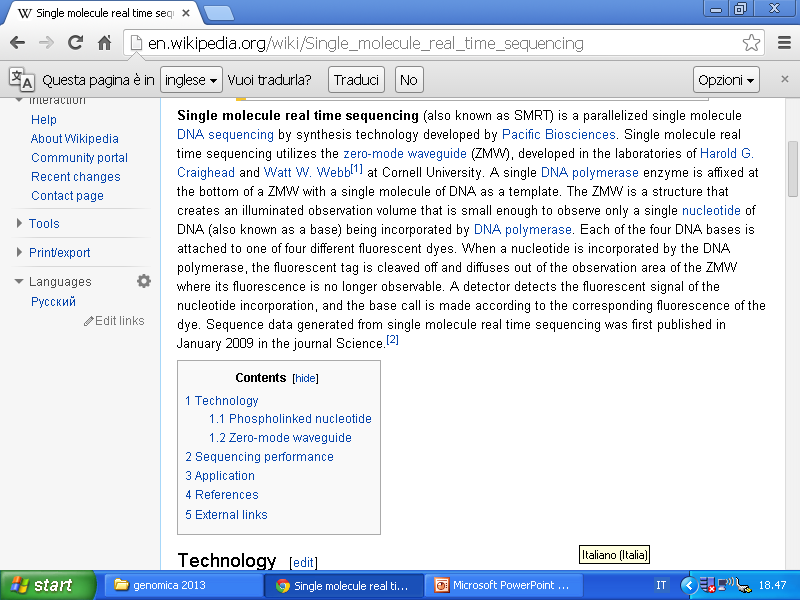 Single molecule real time seq
en.wikipedia.org/wiki/Single_molecule_real_time_sequencing
Questa pagina è in inglese Vuoi tradurla? Traduci No Opzioni
Interaction
Help
About Wikipedia
Community portal
Recent changes
Contact page
Tools
Print/export
Languages
Русский
Edit links
Single molecule real time sequencing (also known as SMRT) is a parallelized single molecule
DNA sequencing by synthesis technology developed by Pacific Biosciences. Single molecule real
time sequencing utilizes the zero-mode waveguide (ZMW), developed in the laboratories of Harold G.
Craighead and Watt W. Webb[1] at Cornell University. A single DNA polymerase enzyme is affixed at
the bottom of a ZMW with a single molecule of DNA as a template. The ZMW is a structure that
creates an illuminated observation volume that is small enough to observe only a single nucleotide of
DNA (also known as a base) being incorporated by DNA polymerase. Each of the four DNA bases is
attached to one of four different fluorescent dyes. When a nucleotide is incorporated by the DNA
polymerase, the fluorescent tag is cleaved off and diffuses out of the observation area of the ZMW
where its fluorescence is no longer observable. A detector detects the fluorescent signal of the
nucleotide incorporation, and the base call is made according to the corresponding fluorescence of the
dye. Sequence data generated from single molecule real time sequencing was first published in
January 2009 in the journal Science.[2]
Contents [hide]
1 Technology
1.1 Phospholinked nucleotide
1.2 Zero-mode waveguide
2 Sequencing performance
3 Application
4 References
5 External links
Technology [edit]
Italiano (Italia)
start genomica 2013 Single molecule real ti... Microsoft PowerPoint ... IT 18.47